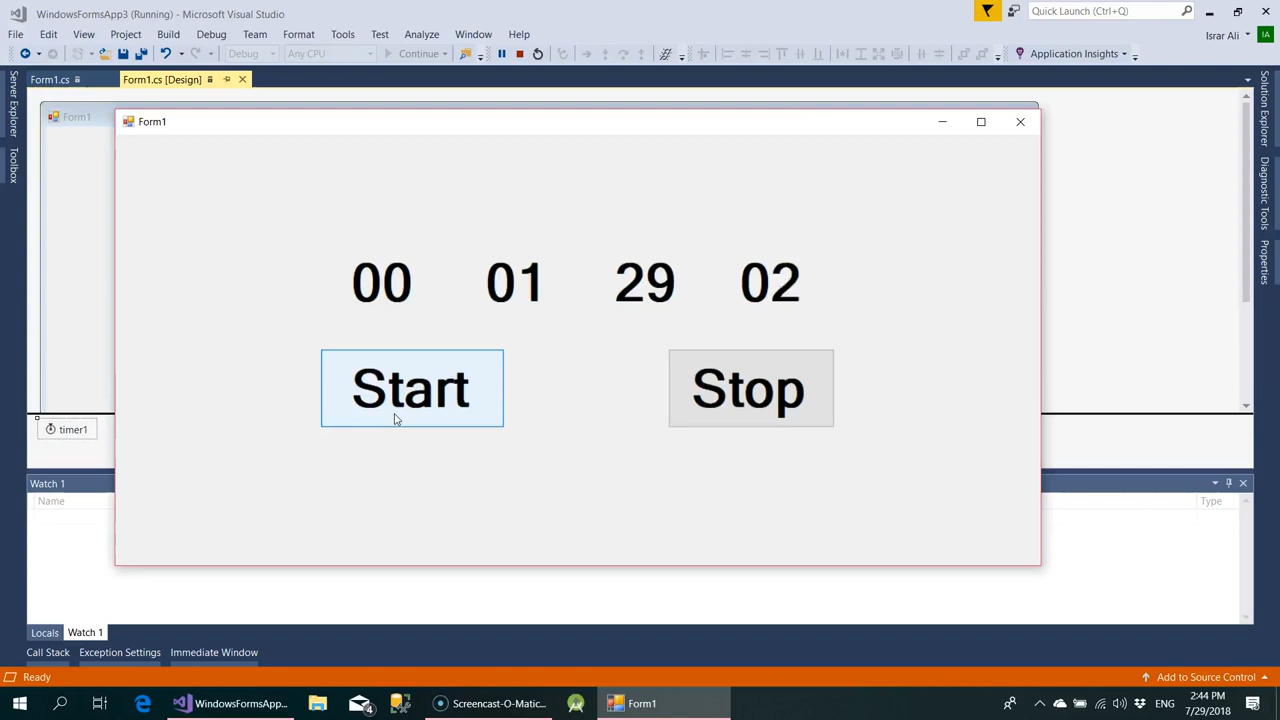 WindowsFormsApp3 (Running) - Microsoft Visual Studio
Quick Launch (Ctrl+Q)
File Edit View Project Build Debug Team Format Tools Test Analyze Window Help
Israr Ali IA
Debug Any CPU Continue Application Insights
Form1.cs Form1.cs [Design]
Server Explorer
Toolbox
Solution Explorer
Diagnostic Tools
Properties
Form1
Form1
00 01 29 02
Start Stop
timer1
Watch 1
Name Type
Locals Watch 1
Call Stack Exception Settings Immediate Window
Ready Add to Source Control
WindowsFormsApp... 4 Screencast-O-Matic... Form1 ENG 2:44 PM
7/29/2018